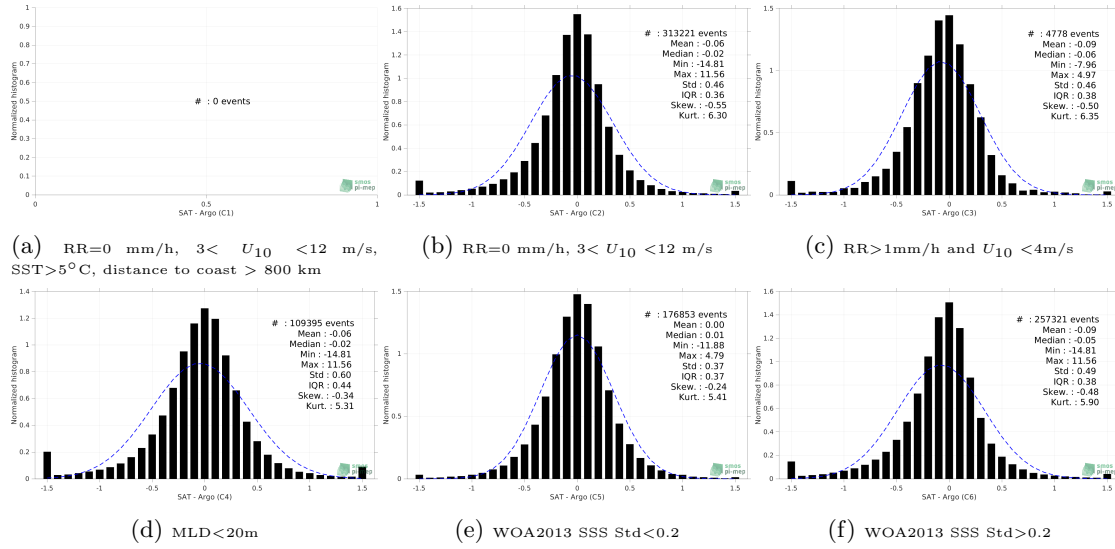 1
0.9
0.8
0.7
0.6
0.5
0.4
0.3
0.2
0.1
0
Normalized histogram
# : 0 events
smos
pi-mep
0 0.5 1
SAT - Argo (C1)
(a) RR=0 mm/h, 3< U10 <12 m/s,
SST>5°C, distance to coast > 800 km
1.6
1.4
1.2
1
0.8
0.6
0.4
0.2
0
Normalized histogram
# : 313221 events
Mean : -0.06
Median : -0.02
Min : -14.81
Max : 11.56
Std : 0.46
IQR : 0.36
Skew. : -0.55
Kurt. : 6.30
smos
pi-mep
-1.5 -1 -0.5 0 0.5 1 1.5
SAT - Argo (C2)
(b) RR=0 mm/h, 3< U10 <12 m/s
1.5
1
0.5
0
Normalized histogram
# : 4778 events
Mean : -0.09
Median : -0.06
Min : -7.96
Max : 4.97
Std : 0.46
IQR : 0.38
Skew. : -0.50
Kurt. : 6.35
smos
pi-mep
-1.5 -1 -0.5 0 0.5 1 1.5
SAT - Argo (C3)
(c) RR>1mm/h and U10 <4m/s
1.4
1.2
1
0.8
0.6
0.4
0.2
0
Normalized histogram
# : 109395 events
Mean : -0.06
Median : -0.02
Min : -14.81
Max : 11.56
Std : 0.60
IQR : 0.44
Skew. : -0.34
Kurt. : 5.31
smos
pi-mep
-1.5 -1 -0.5 0 0.5 1 1.5
SAT - Argo (C4)
(d) MLD<20m
1.5
1
0.5
0
Normalized histogram
# : 176853 events
Mean : 0.00
Median : 0.01
Min : -11.88
Max : 4.79
Std : 0.37
IQR : 0.37
Skew. : -0.24
Kurt. : 5.41
smos
pi-mep
-1.5 -1 -0.5 0 0.5 1 1.5
SAT - Argo (C5)
(e) WOA2013 SSS Std<0.2
1.6
1.4
1.2
1
0.8
0.6
0.4
0.2
0
Normalized histogram
# : 257321 events
Mean : -0.09
Median : -0.05
Min : -14.81
Max : 11.56
Std : 0.49
IQR : 0.38
Skew. : -0.48
Kurt. : 5.90
smos
pi-mep
-1.5 -1 -0.5 0 0.5 1 1.5
SAT - Argo (C6)
(f) WOA2013 SSS Std>0.2